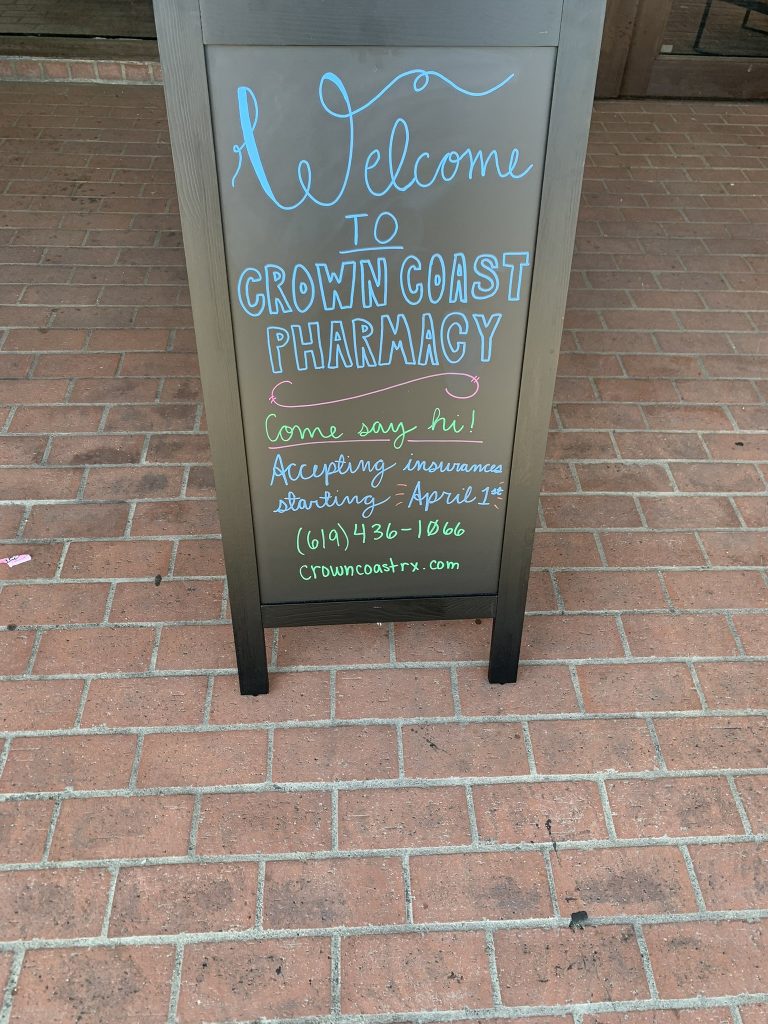 Welcome
TO
CROWN COAST
PHARMACY
Come say hi!
Accepting insurances
starting April 1st
(619) 436-1066
crowncoastrx.com